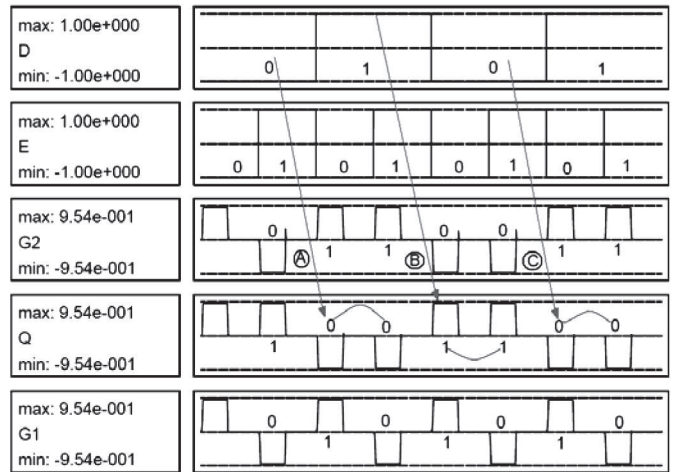 max: 1.00e+000
D
min: -1.00e+000
0 1 0 1
max: 1.00e+000
E
min: -1.00e+000
0 1 0 1 0 1 0 1
max: 9.54e-001
G2
min: -9.54e-001
0 0 0
A B C
1 1 1 1
max: 9.54e-001
Q
min: -9.54e-001
0 0 0 0
1 1 1
max: 9.54e-001
G1
min: -9.54e-001
0 0 0 0
1 1 1